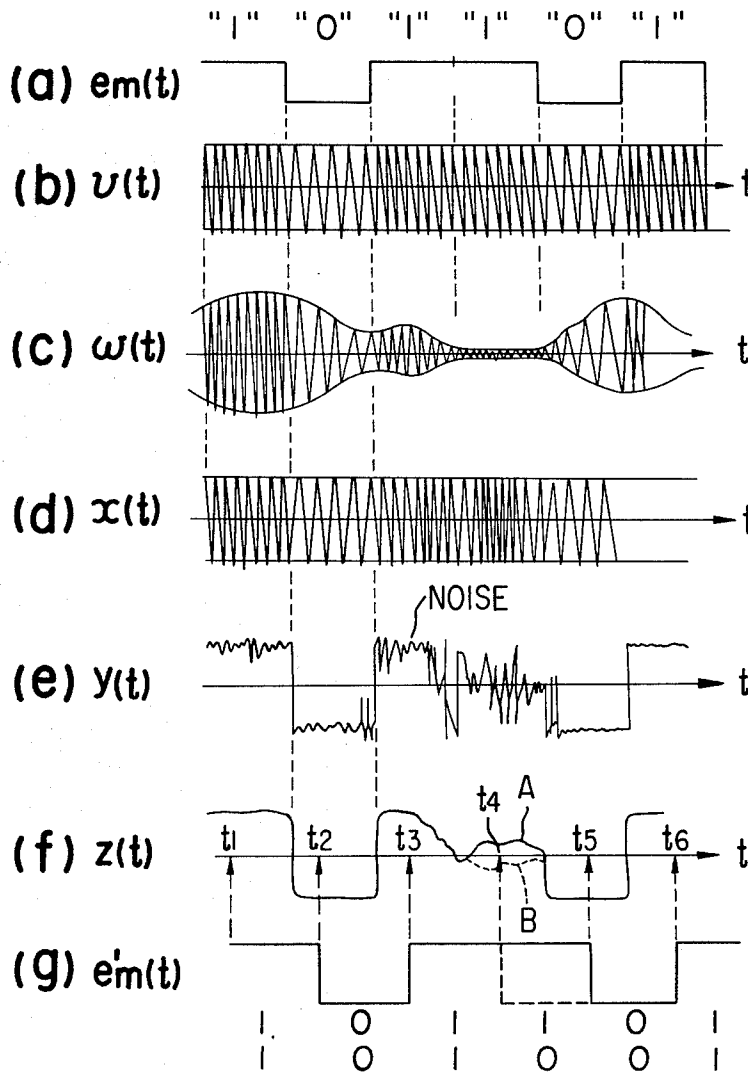 "1" "0" "1" "1" "0" "1"
(a) em(t)
(b) υ(t) t
(c) ω(t) t
(d) x(t) t
NOISE
(e) y(t) t
t1 t2 t3 t4 A t5 t6
(f) z(t) t
B
(g) e'm(t)
1 0 1 1 0 1
1 0 1 0 0 1